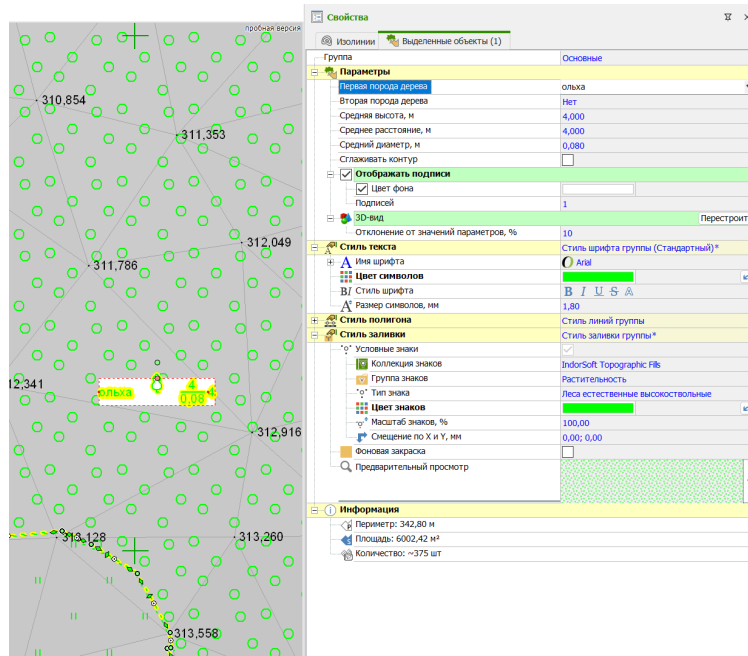 пробная версия
310,854
311,353
312,049
311,786
12,341
ольха 4 4
0,08
312,916
313,128
313,260
313,558
Свойства
Изолинии Выделенные объекты (1)
Группа Основные
Параметры
Первая порода дерева ольха
Вторая порода дерева Нет
Средняя высота, м 4,000
Среднее расстояние, м 4,000
Средний диаметр, м 0,080
Сглаживать контур
Отображать подписи
Цвет фона
Подписей 1
3D-вид Перестроит
Отклонение от значений параметров, % 10
Стиль текста Стиль шрифта группы (Стандартный)*
Имя шрифта Arial
Цвет символов
Стиль шрифта B I U S A
Размер символов, мм 1,80
Стиль полигона Стиль линий группы
Стиль заливки Стиль заливки группы*
Условные знаки
Коллекция знаков IndorSoft Topographic Fills
Группа знаков Растительность
Тип знака Леса естественные высокоствольные
Цвет знаков
Масштаб знаков, % 100,00
Смещение по X и Y, мм 0,00; 0,00
Фоновая закраска
Предварительный просмотр
Информация
Периметр: 342,80 м
Площадь: 6002,42 м²
Количество: ~375 шт